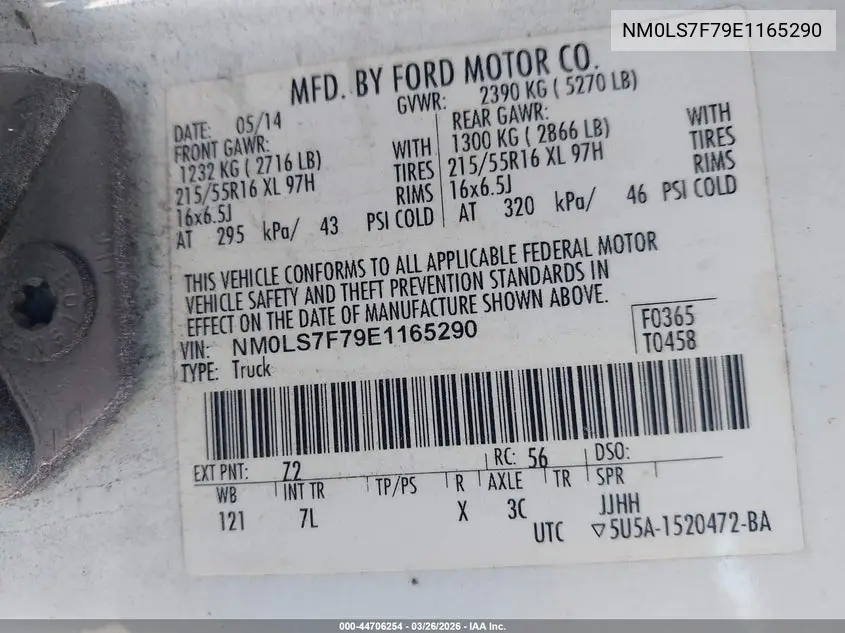 NM0LS7F79E1165290
MFD. BY FORD MOTOR CO.
DATE: 05/14 GVWR: 2390 KG ( 5270 LB)
FRONT GAWR: REAR GAWR:
1232 KG ( 2716 LB) WITH 1300 KG ( 2866 LB) WITH
215/55R16 XL 97H TIRES 215/55R16 XL 97H TIRES
16x6.5J RIMS 16x6.5J RIMS
AT 295 kPa/ 43 PSI COLD AT 320 kPa/ 46 PSI COLD
THIS VEHICLE CONFORMS TO ALL APPLICABLE FEDERAL MOTOR
VEHICLE SAFETY AND THEFT PREVENTION STANDARDS IN
EFFECT ON THE DATE OF MANUFACTURE SHOWN ABOVE.
VIN: NM0LS7F79E1165290 F0365
TYPE: Truck T0458
EXT PNT: Z2 RC: 56 DSO:
WB INT TR TP/PS R AXLE TR SPR
121 7L X 3C JJHH
UTC ▽5U5A-1520472-BA
000-44706254 - 03/26/2026 - IAA Inc.